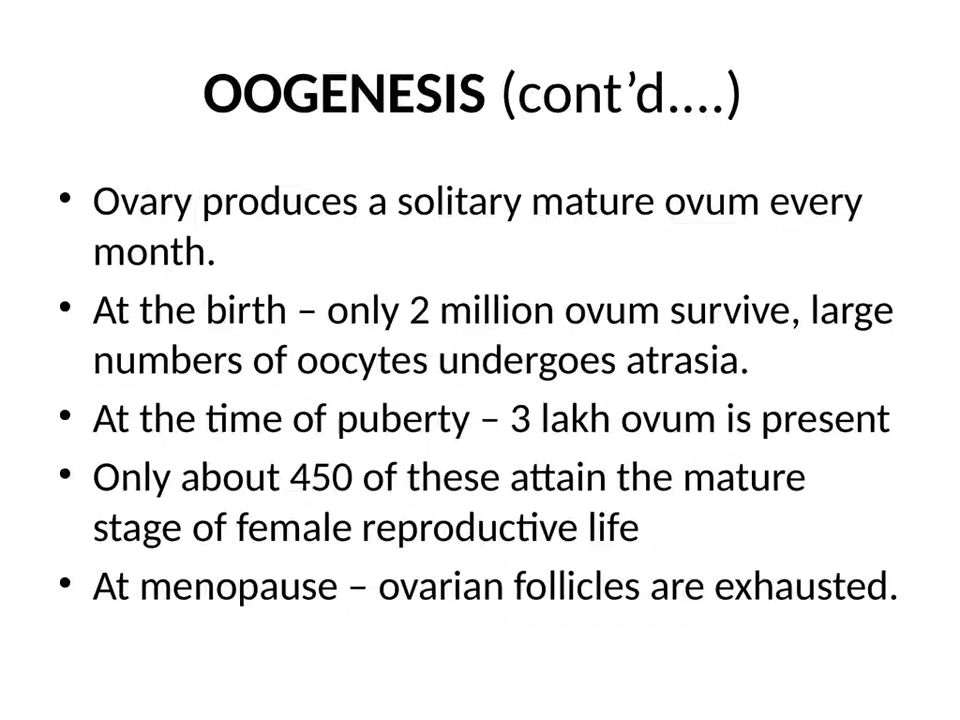 OOGENESIS (cont’d....)
• Ovary produces a solitary mature ovum every
month.
• At the birth – only 2 million ovum survive, large
numbers of oocytes undergoes atrasia.
• At the time of puberty – 3 lakh ovum is present
• Only about 450 of these attain the mature
stage of female reproductive life
• At menopause – ovarian follicles are exhausted.